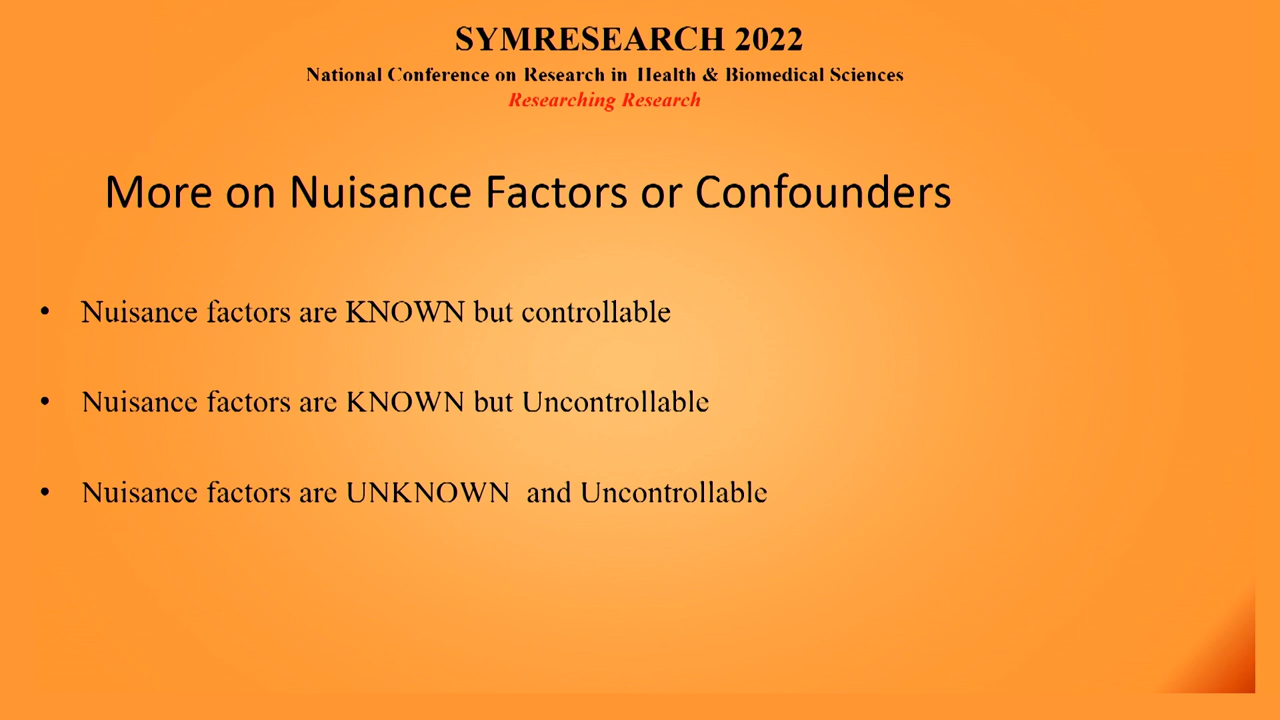 SYMRESEARCH 2022
National Conference on Research in Health & Biomedical Sciences
Researching Research
More on Nuisance Factors or Confounders
• Nuisance factors are KNOWN but controllable
• Nuisance factors are KNOWN but Uncontrollable
• Nuisance factors are UNKNOWN and Uncontrollable